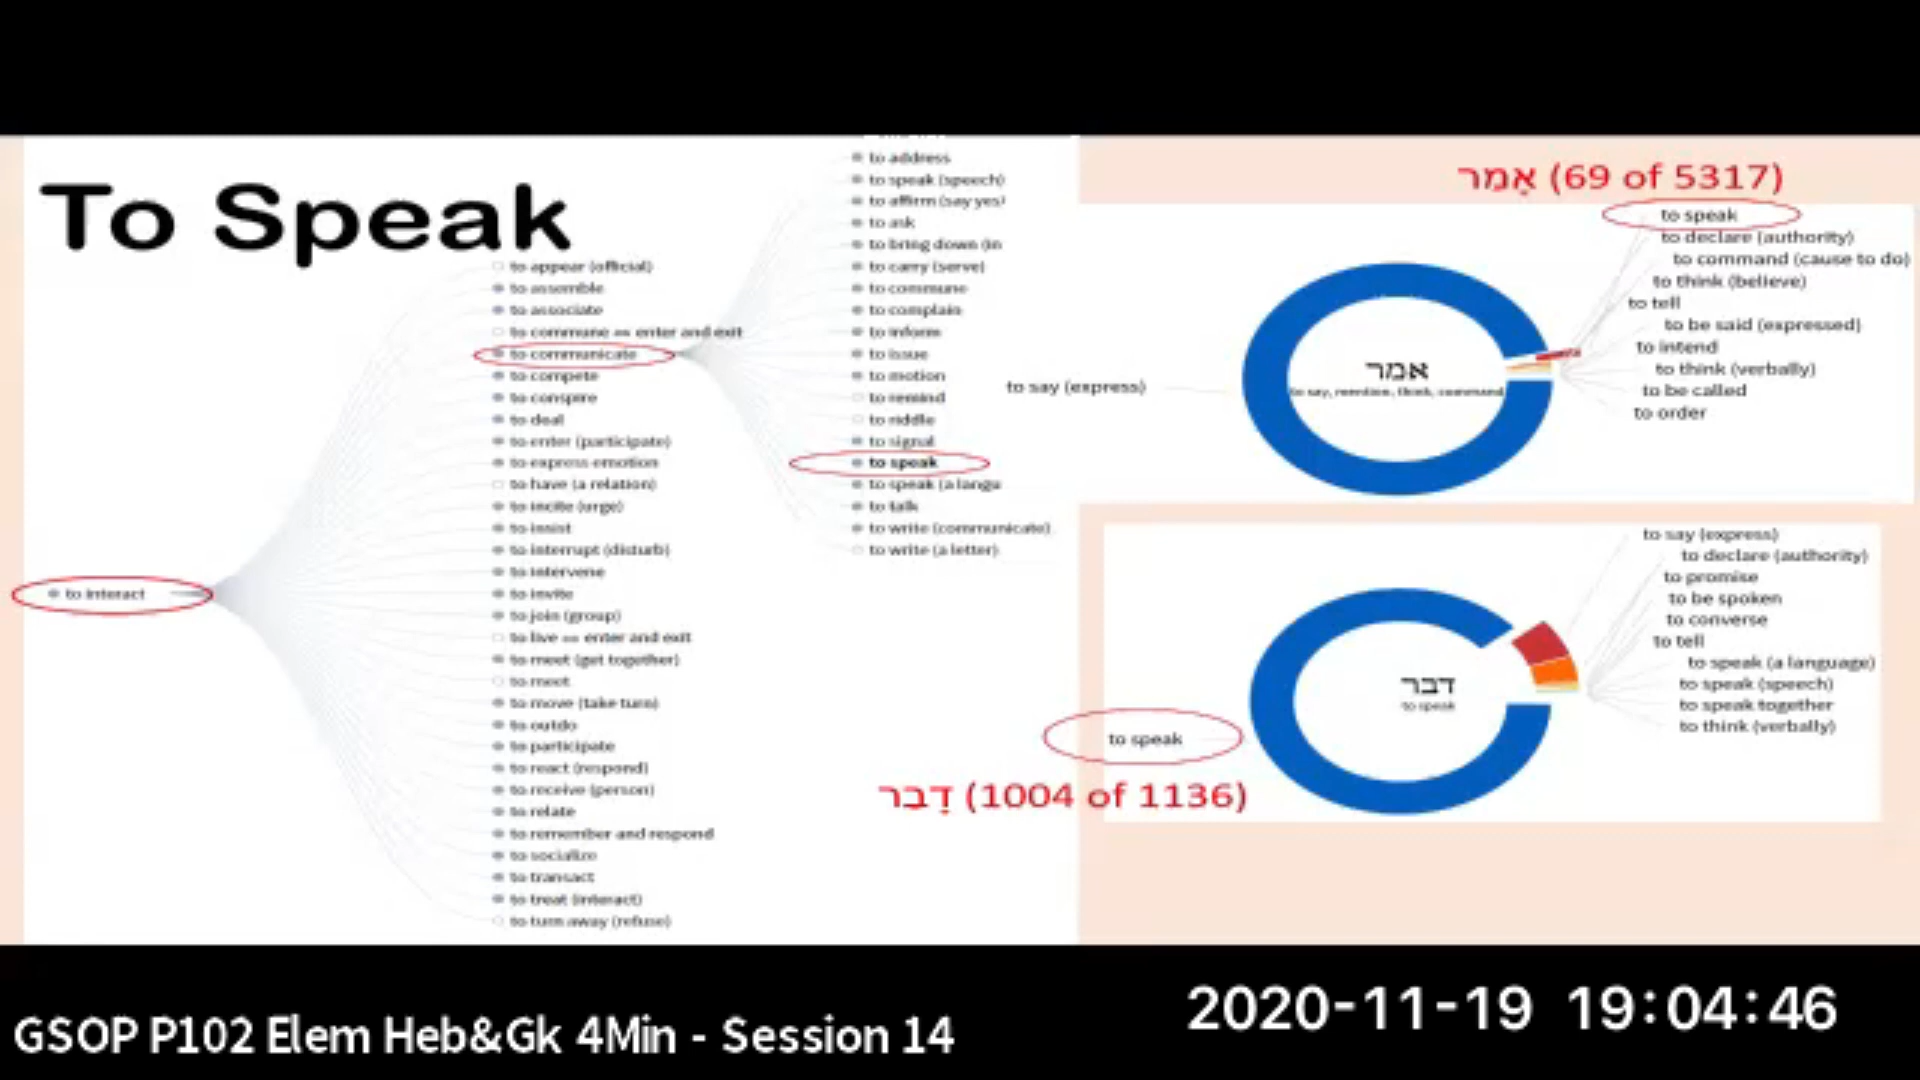 To Speak
to interact
to appear (official)
to assemble
to associate
to commune ↔ enter and exit
to communicate
to compete
to conspire
to deal
to enter (participate)
to express emotion
to have (a relation)
to incite (urge)
to insist
to interrupt (disturb)
to intervene
to invite
to join (group)
to live ↔ enter and exit
to meet (get together)
to meet
to move (take turn)
to outdo
to participate
to react (respond)
to receive (person)
to relate
to remember and respond
to socialize
to transact
to treat (interact)
to turn away (refuse)
to address
to speak (speech)
to affirm (say yes)
to ask
to bring down (in
to carry (serve)
to commune
to complain
to inform
to issue
to motion
to remind
to riddle
to signal
to speak
to speak (a langu
to talk
to write (communicate)
to write (a letter)
אָמַר (69 of 5317)
to speak
to declare (authority)
to command (cause to do)
to think (believe)
to tell
to be said (expressed)
to intend
to think (verbally)
to be called
to order
to say (express)
אמר
to say, mention, think, command
to say (express)
to declare (authority)
to promise
to be spoken
to converse
to tell
to speak (a language)
to speak (speech)
to speak together
to think (verbally)
דבר
to speak
to speak
דָבַר (1004 of 1136)
GSOP P102 Elem Heb&Gk 4Min - Session 14
2020-11-19 19:04:46